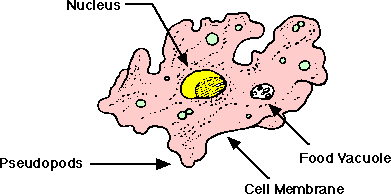 Nucleus
Food Vacuole
Pseudopods
Cell Membrane